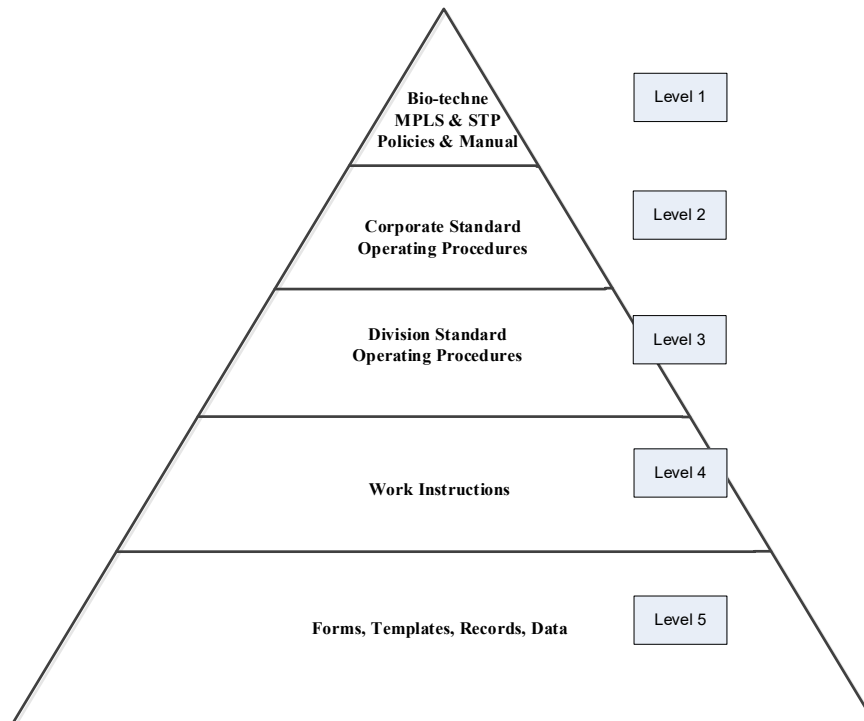 Bio-techne
MPLS & STP
Policies & Manual
Level 1
Corporate Standard
Operating Procedures
Level 2
Division Standard
Operating Procedures
Level 3
Work Instructions
Level 4
Forms, Templates, Records, Data
Level 5